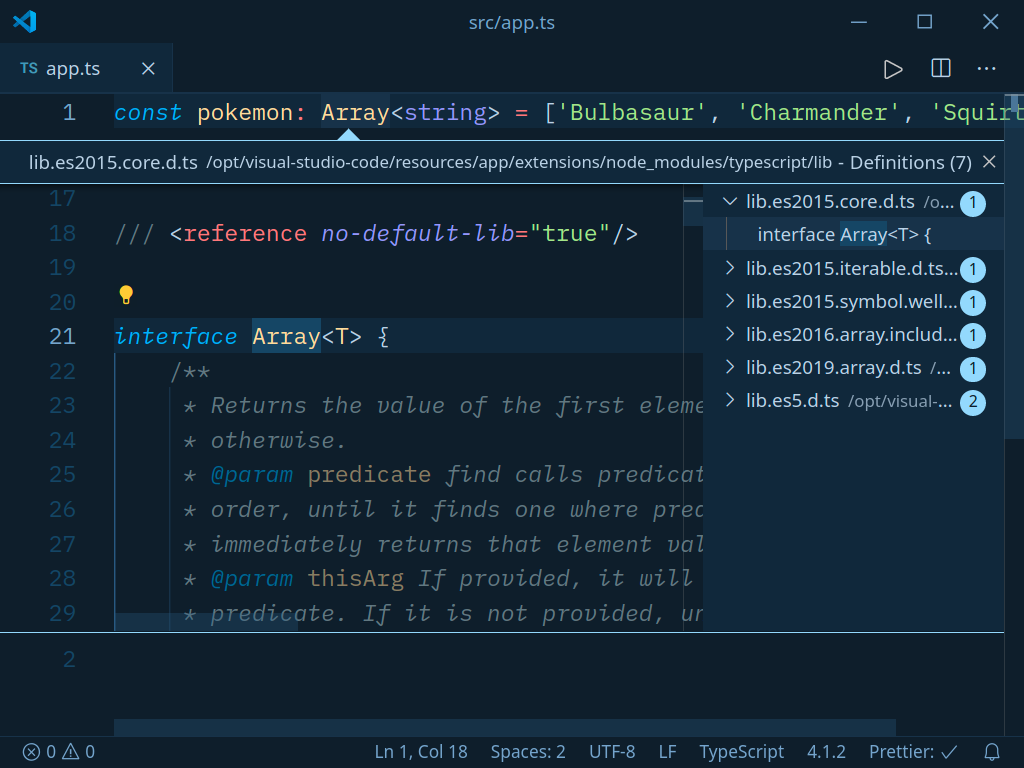 src/app.ts
TS app.ts
1 const pokemon: Array<string> = ['Bulbasaur', 'Charmander', 'Squirt
lib.es2015.core.d.ts /opt/visual-studio-code/resources/app/extensions/node_modules/typescript/lib - Definitions (7)
17
18 /// <reference no-default-lib="true"/>
19
20
21 interface Array<T> {
22 /**
23 * Returns the value of the first eleme
24 * otherwise.
25 * @param predicate find calls predicat
26 * order, until it finds one where pred
27 * immediately returns that element val
28 * @param thisArg If provided, it will
29 * predicate. If it is not provided, un
lib.es2015.core.d.ts /o... 1
interface Array<T> {
lib.es2015.iterable.d.ts... 1
lib.es2015.symbol.well... 1
lib.es2016.array.includ... 1
lib.es2019.array.d.ts /... 1
lib.es5.d.ts /opt/visual-... 2
2
0 0 Ln 1, Col 18 Spaces: 2 UTF-8 LF TypeScript 4.1.2 Prettier: ✓